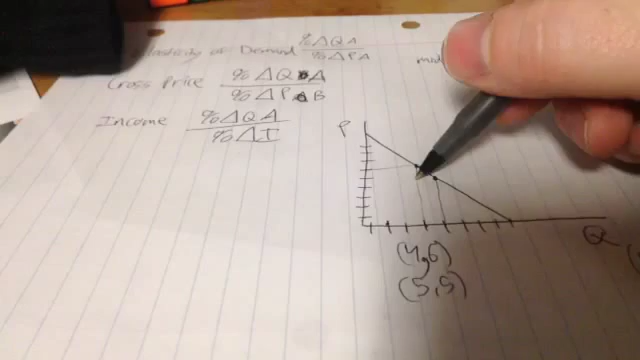 Elasticity of Demand %ΔQA / %ΔPA
Cross Price %ΔQA / %ΔPB
Income %ΔQA / %ΔI
P
Q
(4,6)
(5,5)